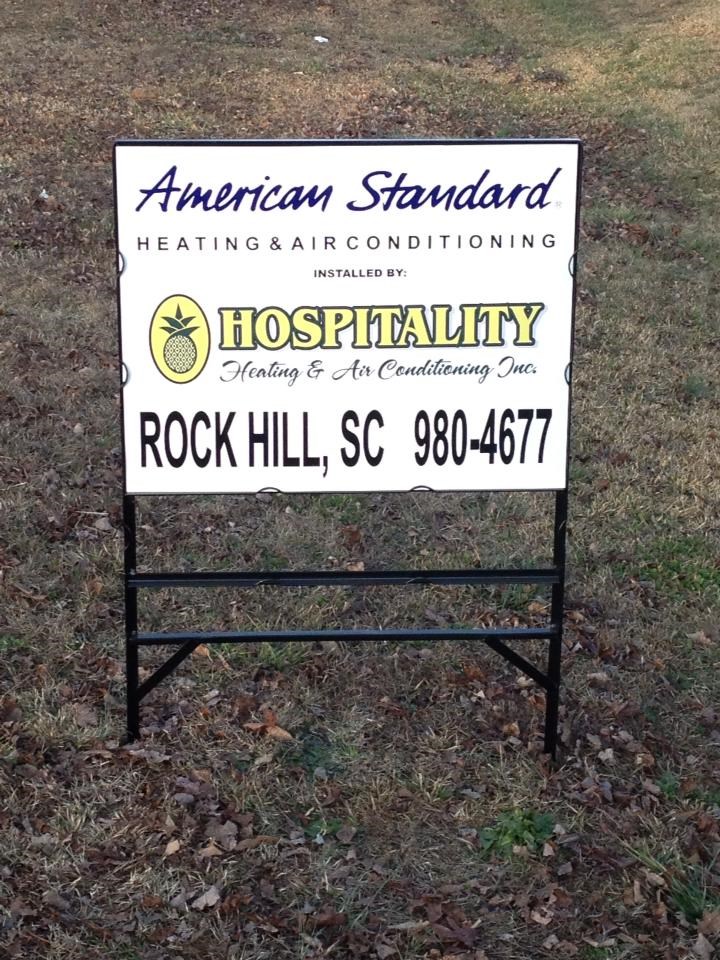 American Standard®
HEATING & AIR CONDITIONING
INSTALLED BY:
HOSPITALITY
Heating & Air Conditioning Inc.
ROCK HILL, SC 980-4677